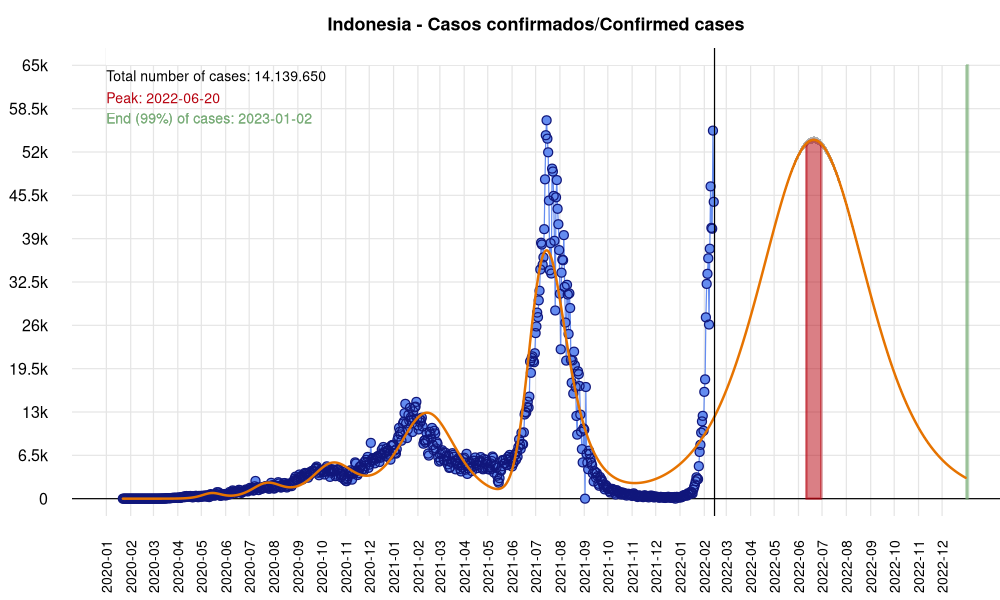 Indonesia - Casos confirmados/Confirmed cases
65k
Total number of cases: 14.139.650
Peak: 2022-06-20
58.5k
End (99%) of cases: 2023-01-02
52k
45.5k
39k
32.5k
26k
19.5k
13k
6.5k
0
2020-01
2020-02
2020-03
2020-04
2020-05
2020-06
2020-07
2020-08
2020-09
2020-10
2020-11
2020-12
2021-01
2021-02
2021-03
2021-04
2021-05
2021-06
2021-07
2021-08
2021-09
2021-10
2021-11
2021-12
2022-01
2022-02
2022-03
2022-04
2022-05
2022-06
2022-07
2022-08
2022-09
2022-10
2022-11
2022-12